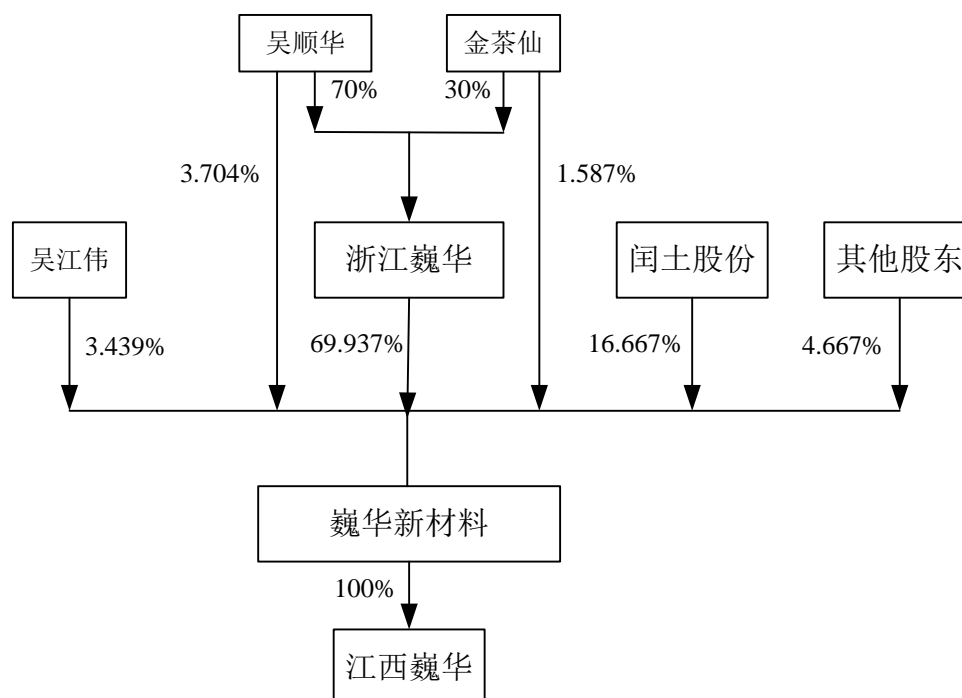 吴顺华
金茶仙
70%
30%
3.704%
1.587%
吴江伟
浙江巍华
闰土股份
其他股东
3.439%
69.937%
16.667%
4.667%
巍华新材料
100%
江西巍华